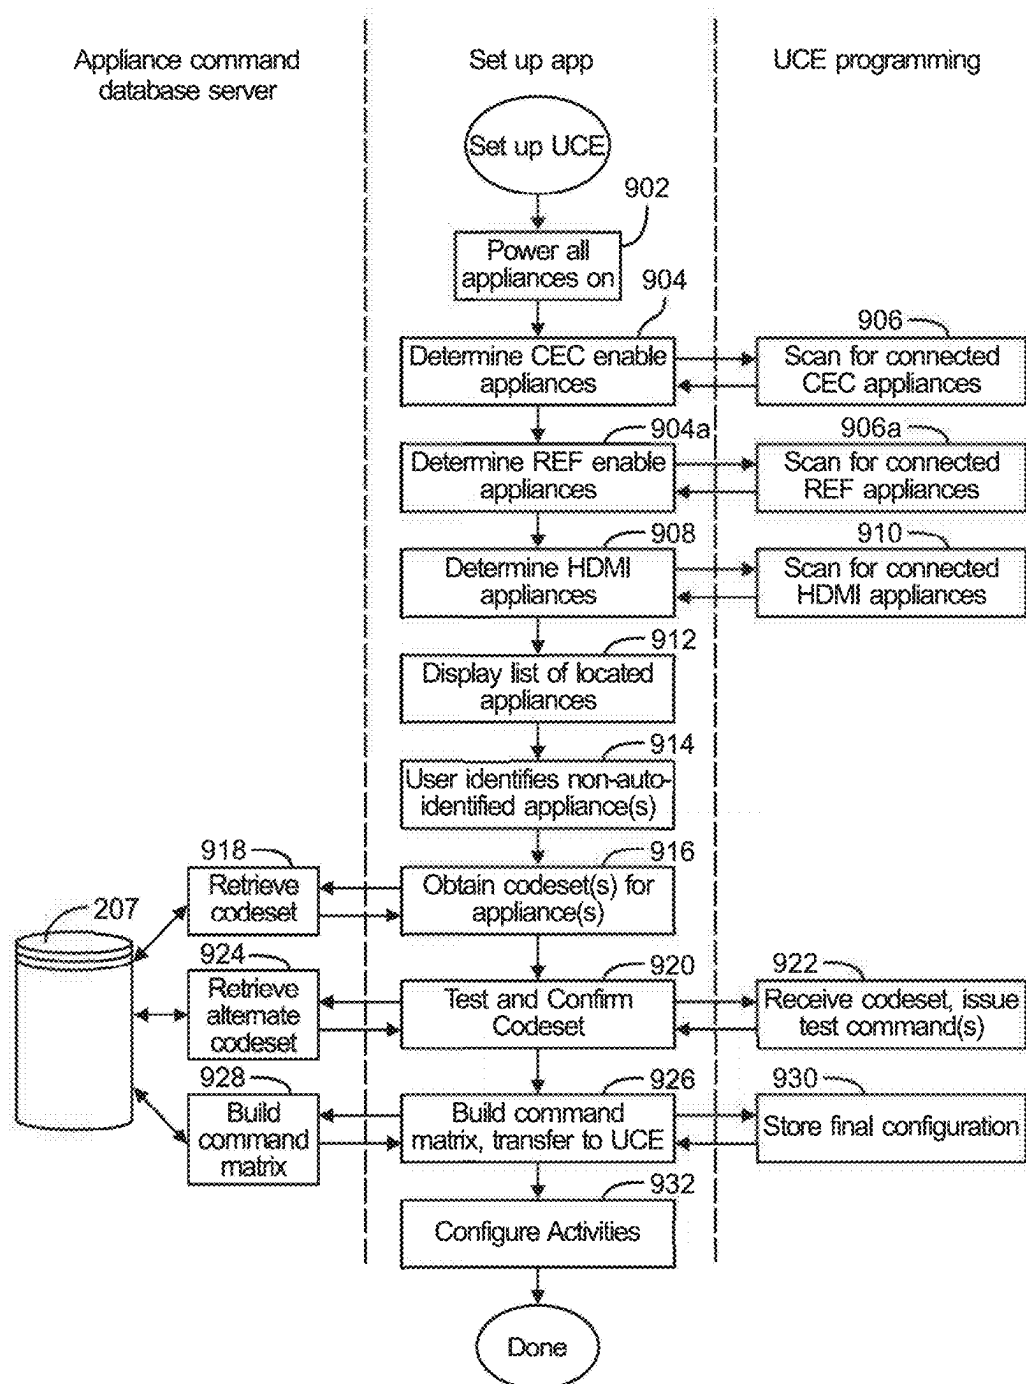 Appliance command
database server
Set up app
UCE programming
Set up UCE
902
Power all
appliances on
904
Determine CEC enable
appliances
906
Scan for connected
CEC appliances
904a
Determine REF enable
appliances
906a
Scan for connected
REF appliances
908
Determine HDMI
appliances
910
Scan for connected
HDMI appliances
912
Display list of located
appliances
914
User identifies non-auto-
identified appliance(s)
916
Obtain codeset(s) for
appliance(s)
918
Retrieve
codeset
207
920
Test and Confirm
Codeset
922
Receive codeset, issue
test command(s)
924
Retrieve
alternate
codeset
926
Build command
matrix, transfer to UCE
928
Build
command
matrix
930
Store final configuration
932
Configure Activities
Done